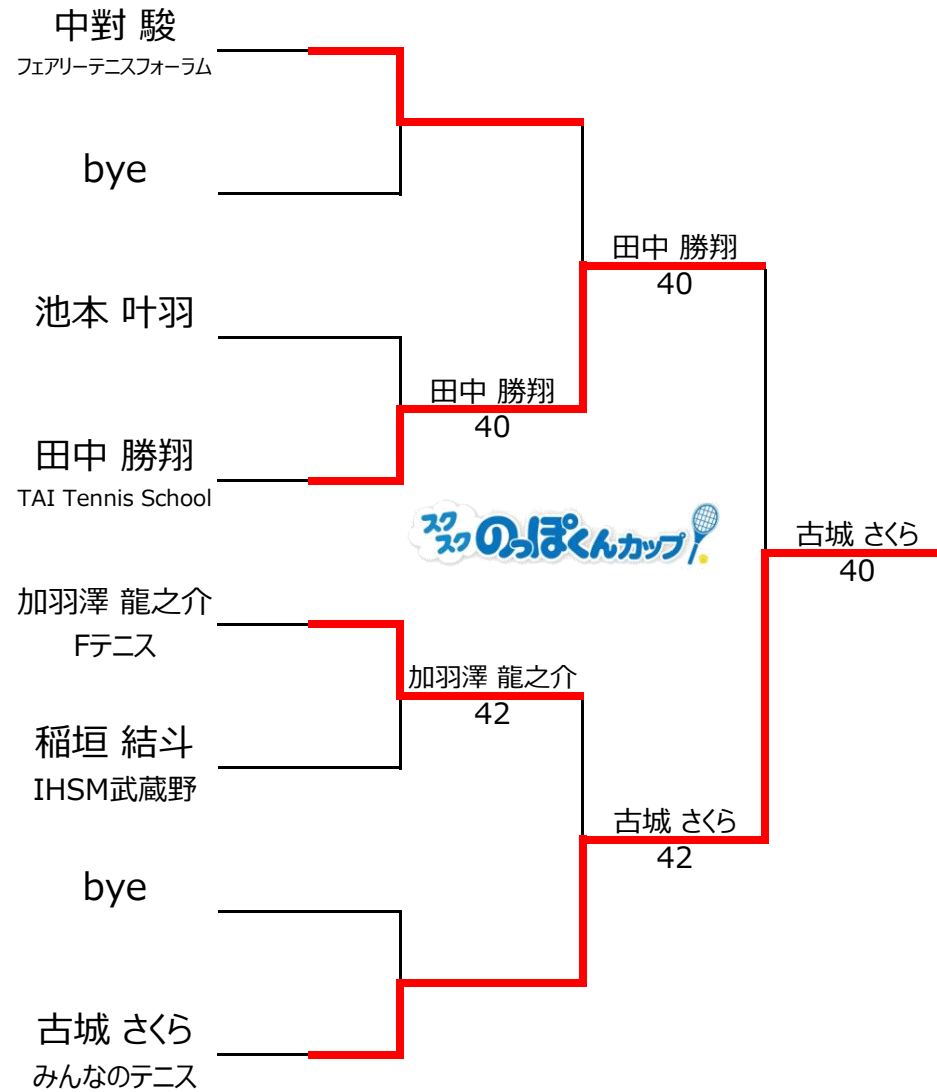 中對 駿
フェアリーテニスフォーラム
bye
池本 叶羽
田中 勝翔
TAI Tennis School
加羽澤 龍之介
Fテニス
稲垣 結斗
IHSM武蔵野
bye
古城 さくら
みんなのテニス
田中 勝翔
40
加羽澤 龍之介
42
田中 勝翔
40
古城 さくら
42
スクスクのっぽくんカップ
古城 さくら
40